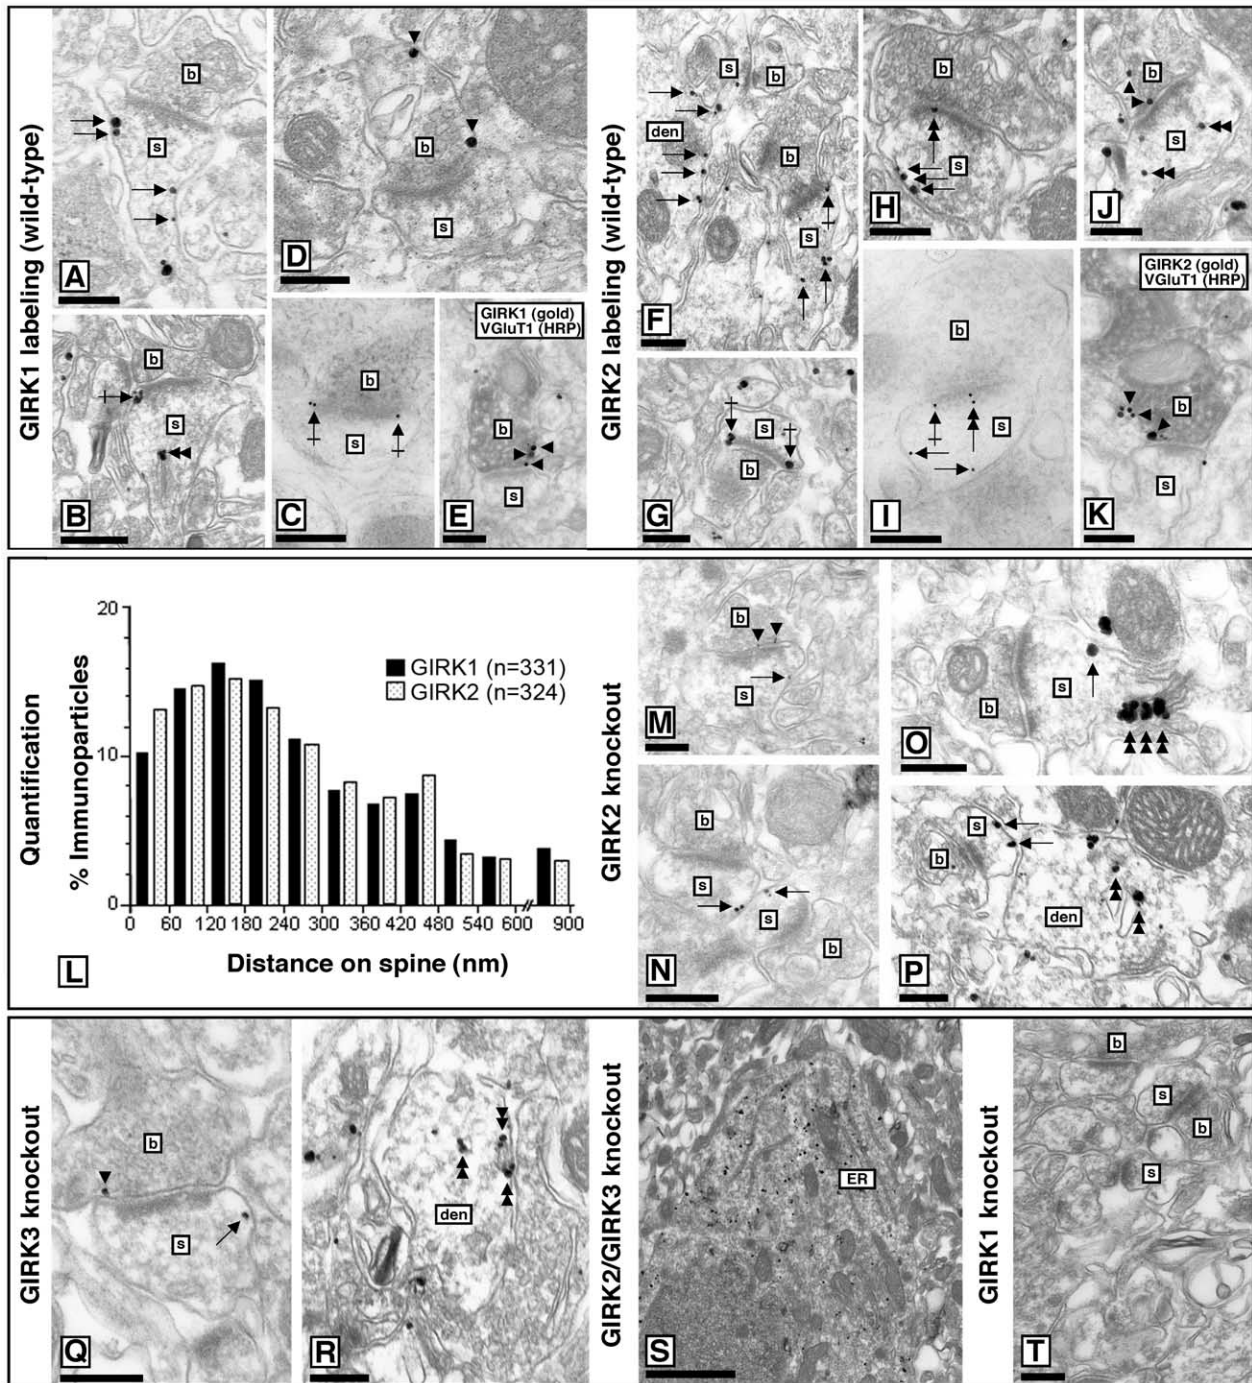 GIRK1 labeling (wild-type)
b
s
A
b
s
D
b
s
B
b
s
C
GIRK1 (gold)
VGluT1 (HRP)
b
s
E
GIRK2 labeling (wild-type)
s
b
den
b
s
F
b
s
H
b
s
J
s
b
G
b
s
I
GIRK2 (gold)
VGluT1 (HRP)
b
s
K
Quantification
% Immunoparticles
20
10
0
GIRK1 (n=331)
GIRK2 (n=324)
0 60 120 180 240 300 360 420 480 540 600 900
Distance on spine (nm)
L
GIRK2 knockout
b
s
M
s
b
O
b
s
s
b
N
s
b
den
P
GIRK3 knockout
b
s
Q
den
R
GIRK2/GIRK3 knockout
ER
S
GIRK1 knockout
b
s
b
s
T